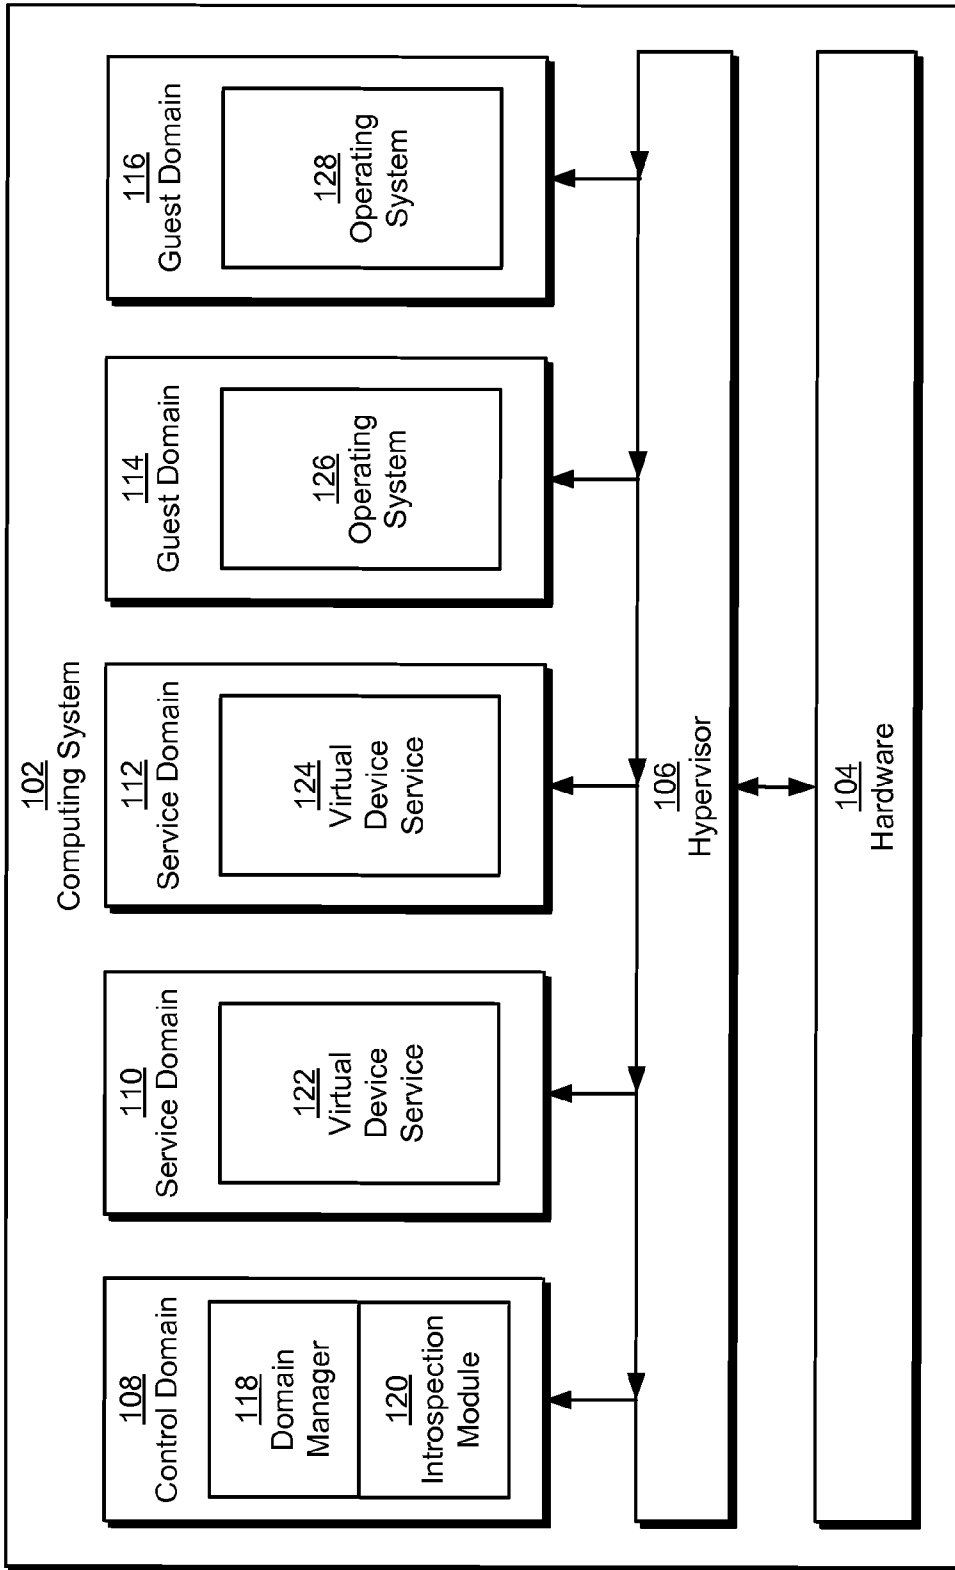 102
Computing System
108
Control Domain
118
Domain
Manager
120
Introspection
Module
110
Service Domain
122
Virtual
Device
Service
112
Service Domain
124
Virtual
Device
Service
114
Guest Domain
126
Operating
System
116
Guest Domain
128
Operating
System
106
Hypervisor
104
Hardware